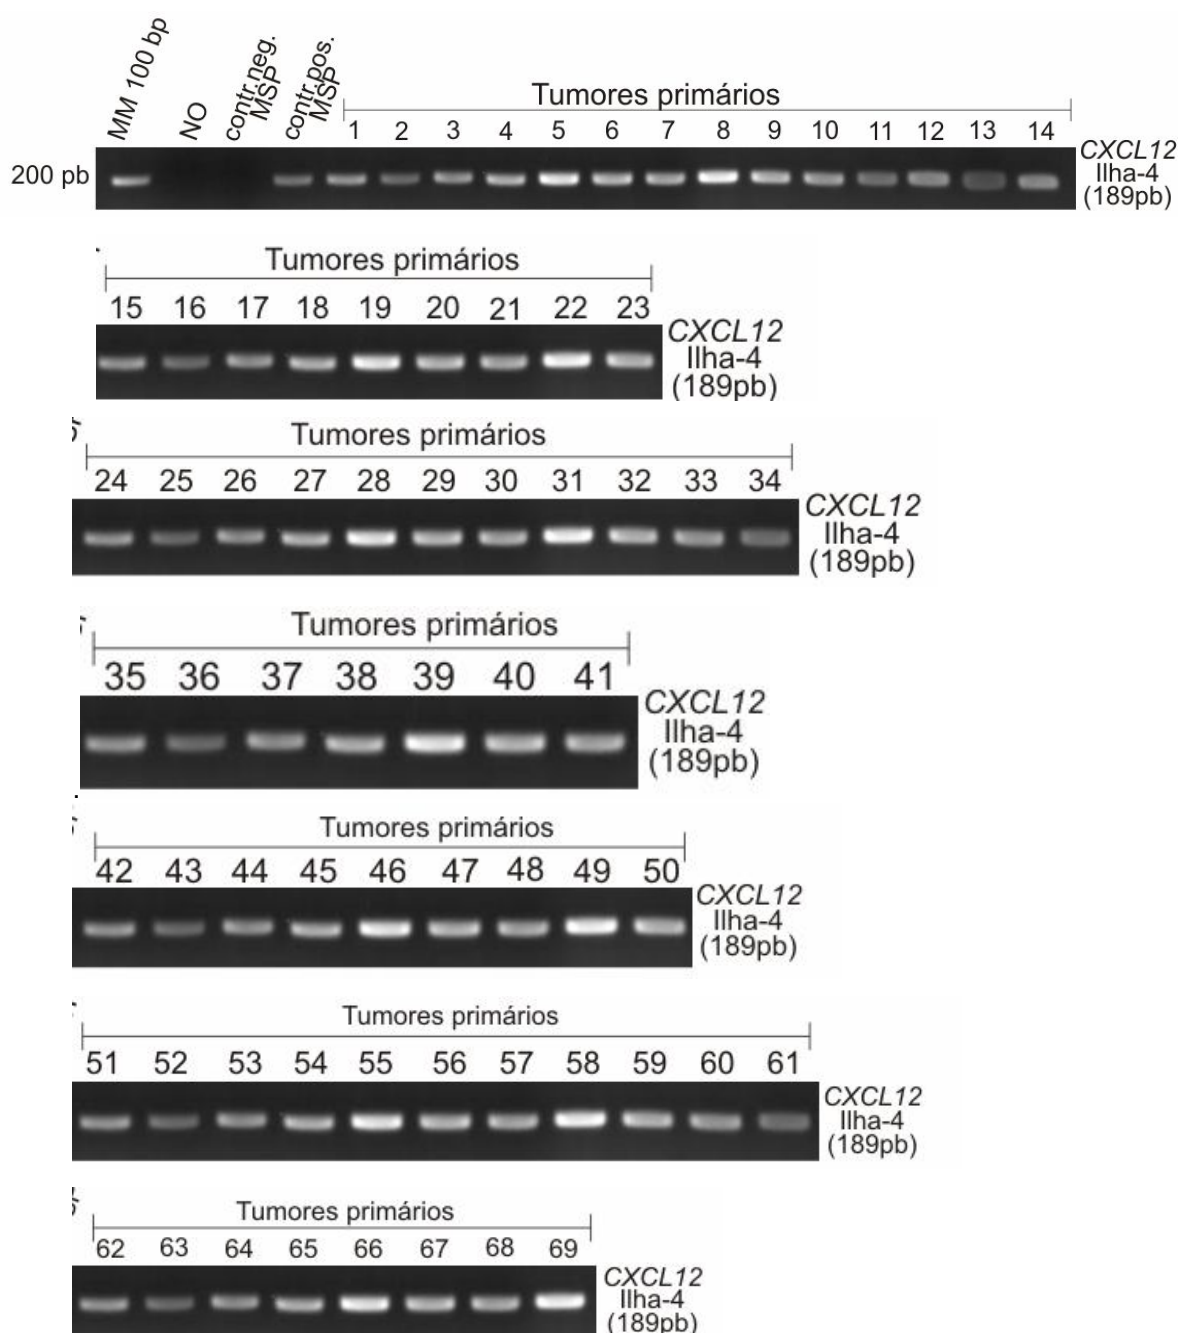 MM 100 bp
NO
contr.neg.
MSP
contr.pos.
MSP
Tumores primários
1 2 3 4 5 6 7 8 9 10 11 12 13 14
200 pb
CXCL12
Ilha-4
(189pb)
Tumores primários
15 16 17 18 19 20 21 22 23
CXCL12
Ilha-4
(189pb)
Tumores primários
24 25 26 27 28 29 30 31 32 33 34
CXCL12
Ilha-4
(189pb)
Tumores primários
35 36 37 38 39 40 41
CXCL12
Ilha-4
(189pb)
Tumores primários
42 43 44 45 46 47 48 49 50
CXCL12
Ilha-4
(189pb)
Tumores primários
51 52 53 54 55 56 57 58 59 60 61
CXCL12
Ilha-4
(189pb)
Tumores primários
62 63 64 65 66 67 68 69
CXCL12
Ilha-4
(189pb)